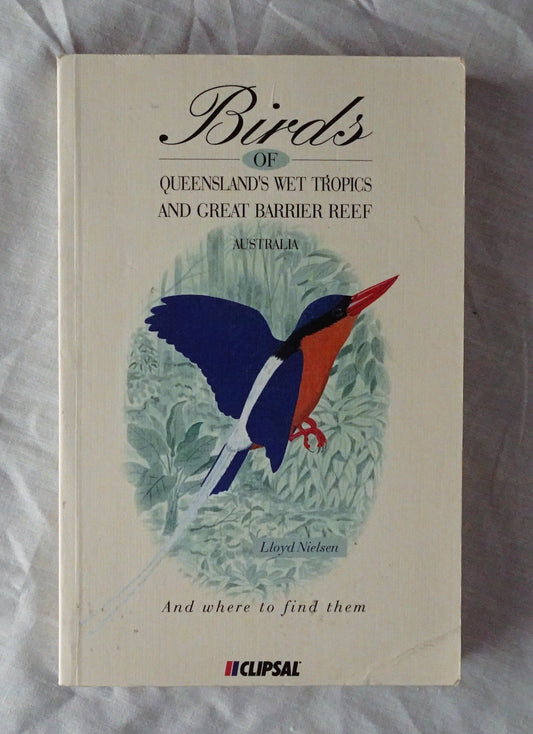 Birds
OF
QUEENSLAND'S WET TROPICS
AND GREAT BARRIER REEF
AUSTRALIA
Lloyd Nielsen
And where to find them
CLIPSAL